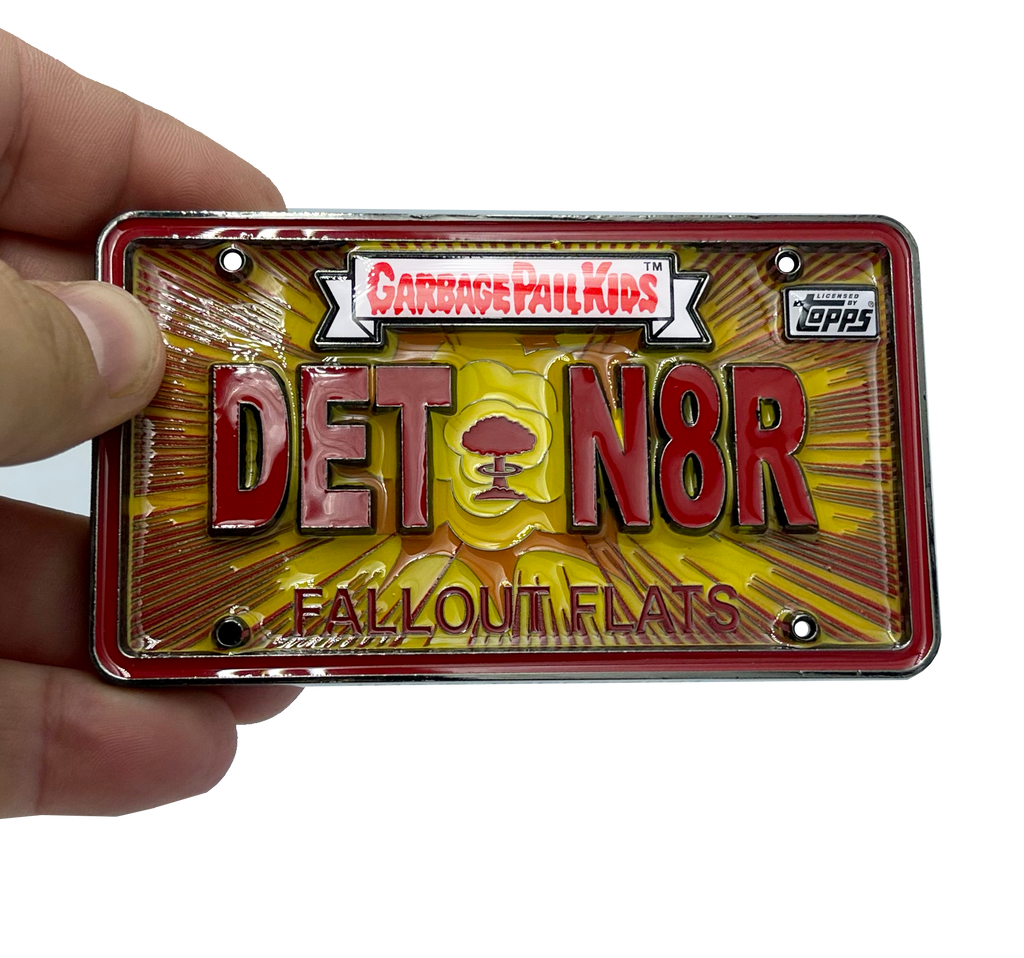 GARBAGE PAIL KIDS™
LICENSED
BY
topps®
DET N8R
FALLOUT FLATS